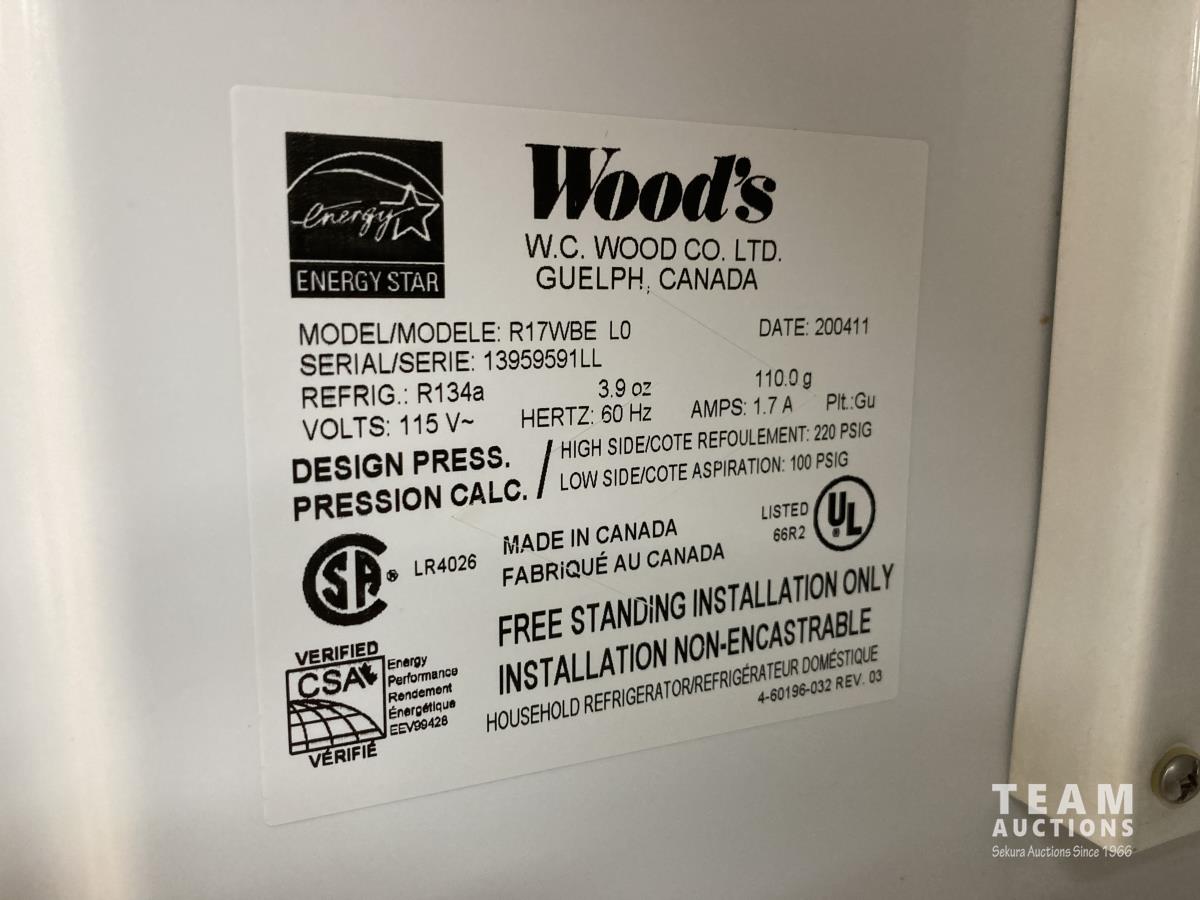 energy
ENERGY STAR
Wood's
W.C. WOOD CO. LTD.
GUELPH, CANADA
MODEL/MODELE: R17WBE L0 DATE: 200411
SERIAL/SERIE: 13959591LL
REFRIG.: R134a 3.9 oz 110.0 g
VOLTS: 115 V~ HERTZ: 60 Hz AMPS: 1.7 A Plt.:Gu
DESIGN PRESS. / HIGH SIDE/COTE REFOULEMENT: 220 PSIG
PRESSION CALC. LOW SIDE/COTE ASPIRATION: 100 PSIG
SA ® LR4026
MADE IN CANADA
FABRiQUÉ AU CANADA
LISTED
66R2
UL ®
FREE STANDING INSTALLATION ONLY
INSTALLATION NON-ENCASTRABLE
HOUSEHOLD REFRIGERATOR/REFRIGÉRATEUR DOMÉSTIQUE
4-60196-032 REV. 03
VERIFIED
CSA
VÉRIFIÉ
Energy
Performance
Rendement
Énergétique
EEV99428
TEAM
AUCTIONS
Sekura Auctions Since 1966